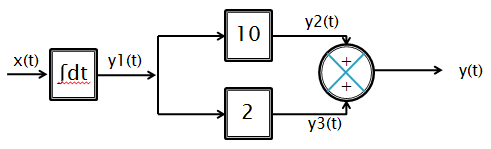 x(t)
∫dt
y1(t)
10
y2(t)
+
+
y(t)
2
y3(t)